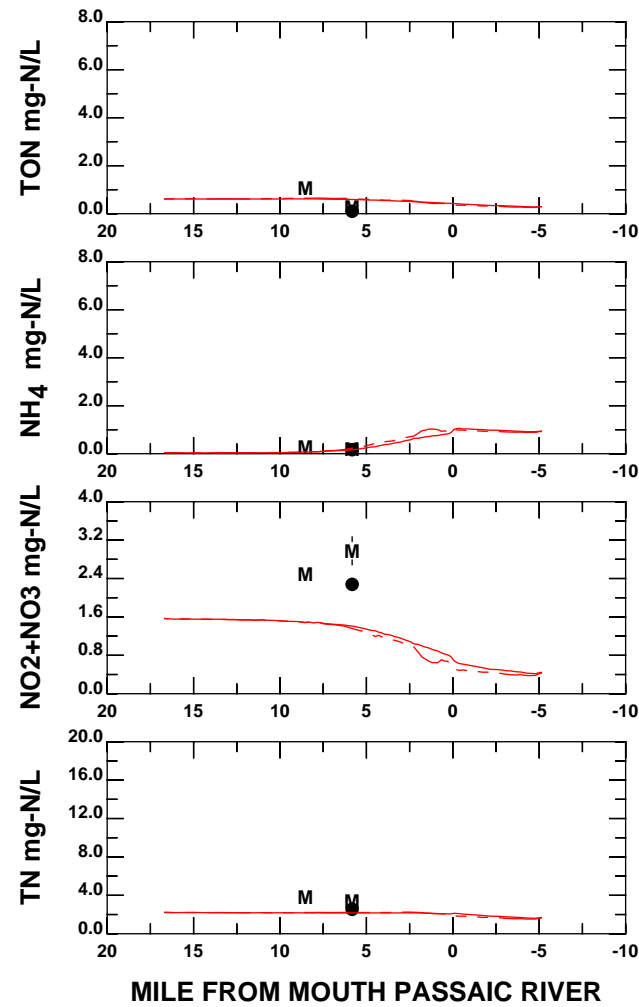 TON mg-N/L
8.0
6.0
4.0
2.0
0.0
M
M
20 15 10 5 0 -5 -10
NH4 mg-N/L
8.0
6.0
4.0
2.0
0.0
M
M
20 15 10 5 0 -5 -10
NO2+NO3 mg-N/L
4.0
3.2
2.4
1.6
0.8
0.0
M
M
20 15 10 5 0 -5 -10
TN mg-N/L
20.0
16.0
12.0
8.0
4.0
0.0
M
M
20 15 10 5 0 -5 -10
MILE FROM MOUTH PASSAIC RIVER